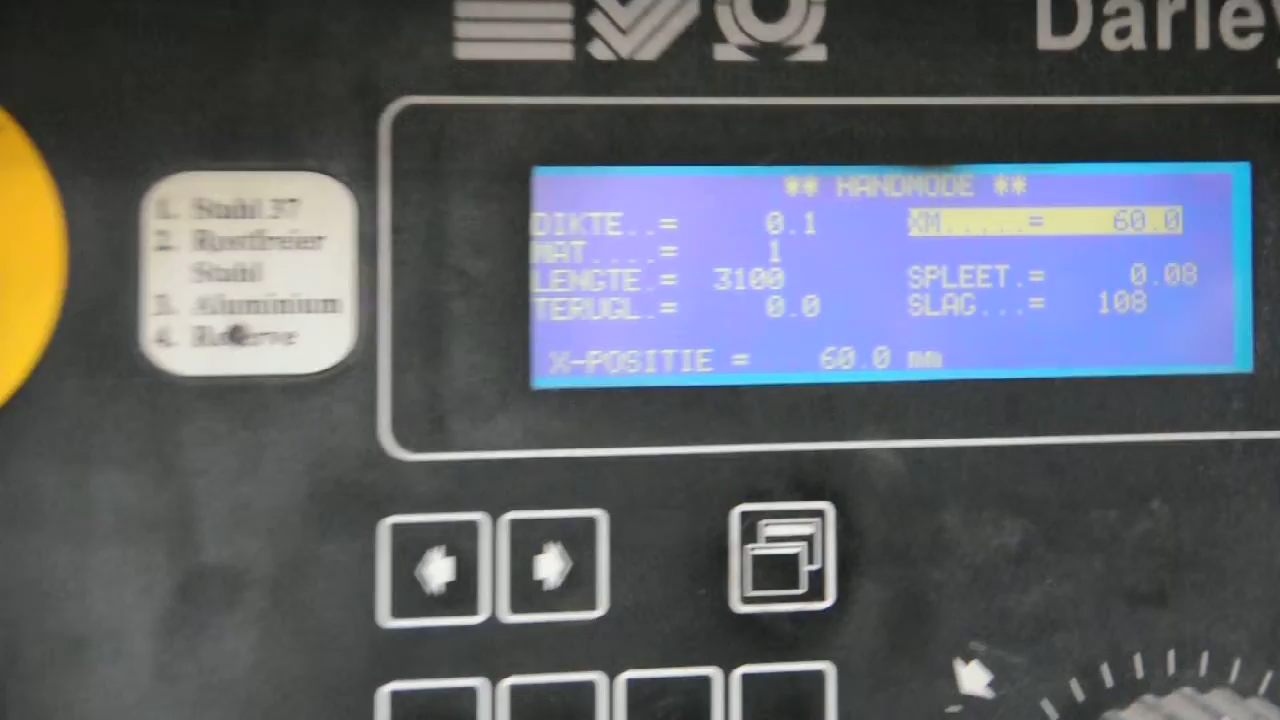 Darley
** HANDMODE **
DIKTE..= 0.1 XM.....= 60.0
MAT....= 1
LENGTE.= 3100 SPLEET.= 0.08
TERUGL.= 0.0 SLAG...= 108
X-POSITIE = 60.0 mm
1. Stahl 37
2. Rostfreier
Stahl
3. Aluminium
4. Reserve